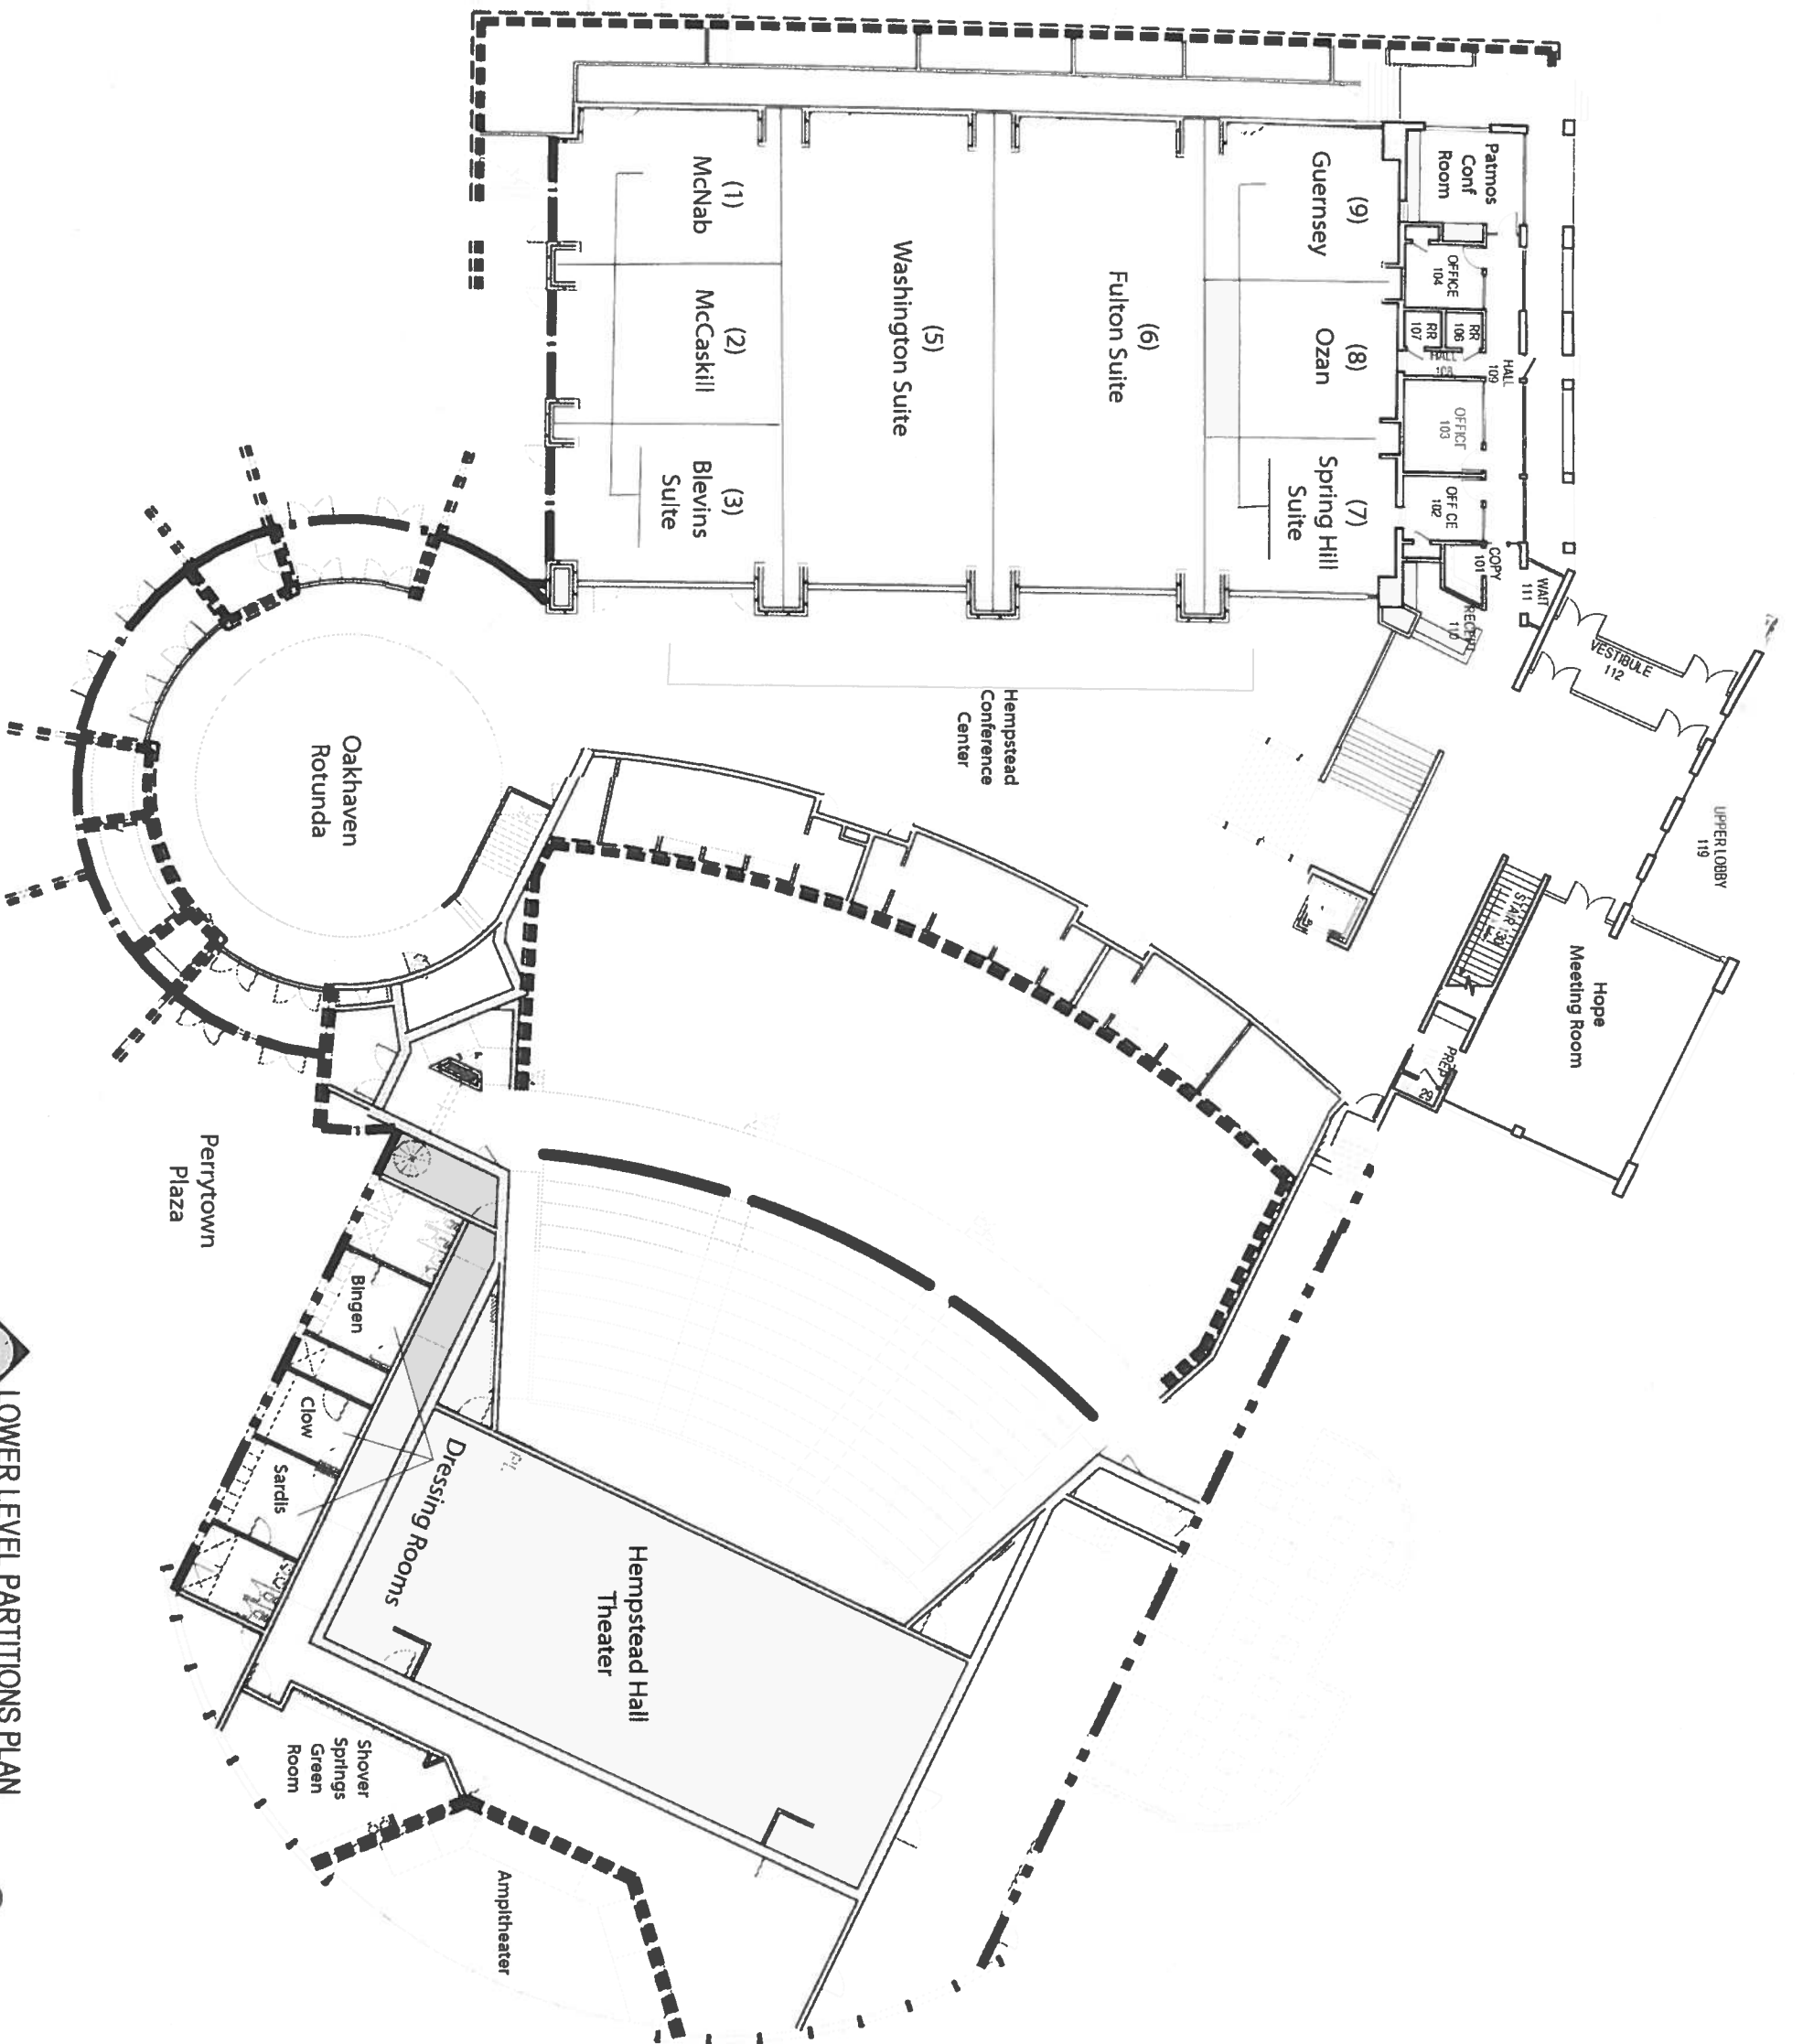 Patmos
Conf
Room
OFFICE
104
RR
106
RR
107
HALL
108
HALL
109
OFFICE
103
OFFICE
102
COPY
101
WAIT
111
RECEPT
110
VESTIBULE
112
UPPER LOBBY
119
STAIR
130
Hope
Meeting Room
PREP
29
(9)
Guernsey
(8)
Ozan
(7)
Spring Hill
Suite
(6)
Fulton Suite
(5)
Washington Suite
(1)
McNab
(2)
McCaskill
(3)
Blevins
Suite
Hempstead
Conference
Center
Oakhaven
Rotunda
Perrytown
Plaza
Bingen
Clow
Sardis
Dressing Rooms
Hempstead Hall
Theater
Shover
Springs
Green
Room
Ampitheater
LOWER LEVEL PARTITIONS PLAN